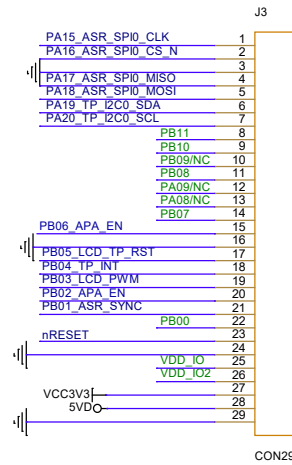 J3
PA15_ASR_SPI0_CLK 1
PA16_ASR_SPI0_CS_N 2
3
PA17_ASR_SPI0_MISO 4
PA18_ASR_SPI0_MOSI 5
PA19_TP_I2C0_SDA 6
PA20_TP_I2C0_SCL 7
PB11 8
PB10 9
PB09/NC 10
PB08 11
PA09/NC 12
PA08/NC 13
PB07 14
PB06_APA_EN 15
16
PB05_LCD_TP_RST 17
PB04_TP_INT 18
PB03_LCD_PWM 19
PB02_APA_EN 20
PB01_ASR_SYNC 21
PB00 22
nRESET 23
24
VDD_IO 25
VDD_IO2 26
VCC3V3 27
5VD 28
29
CON29